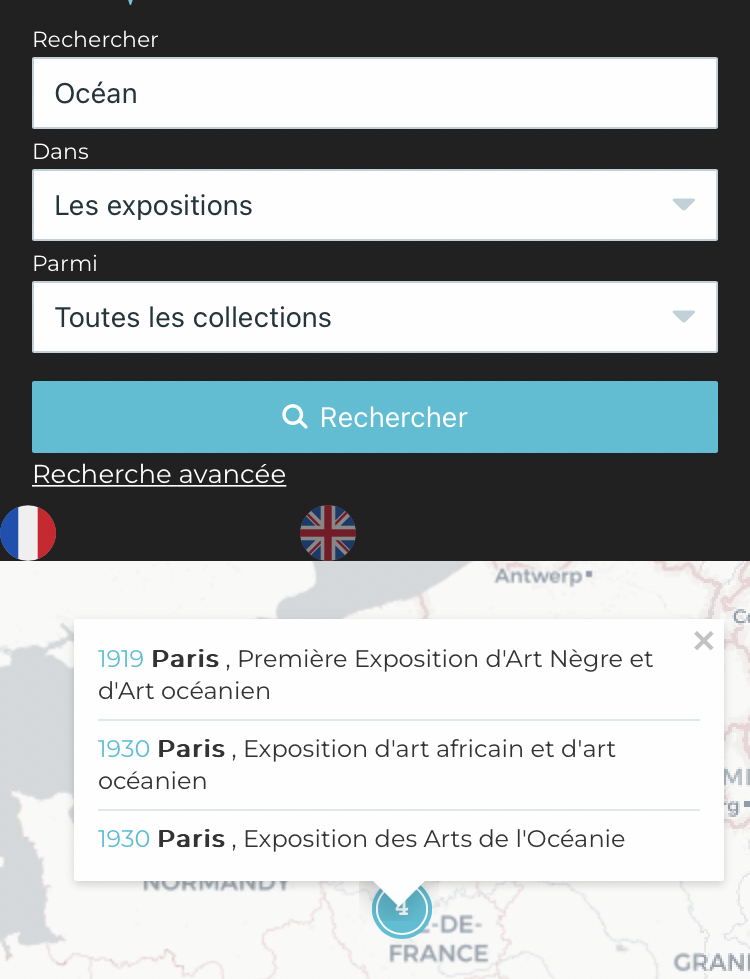 Rechercher
Océan
Dans
Les expositions
Parmi
Toutes les collections
Rechercher
Recherche avancée
Antwerp
1919 Paris , Première Exposition d'Art Nègre et
d'Art océanien
1930 Paris , Exposition d'art africain et d'art
océanien
1930 Paris , Exposition des Arts de l'Océanie
NORMANDY
4
E-DE-
FRANCE
GRAN